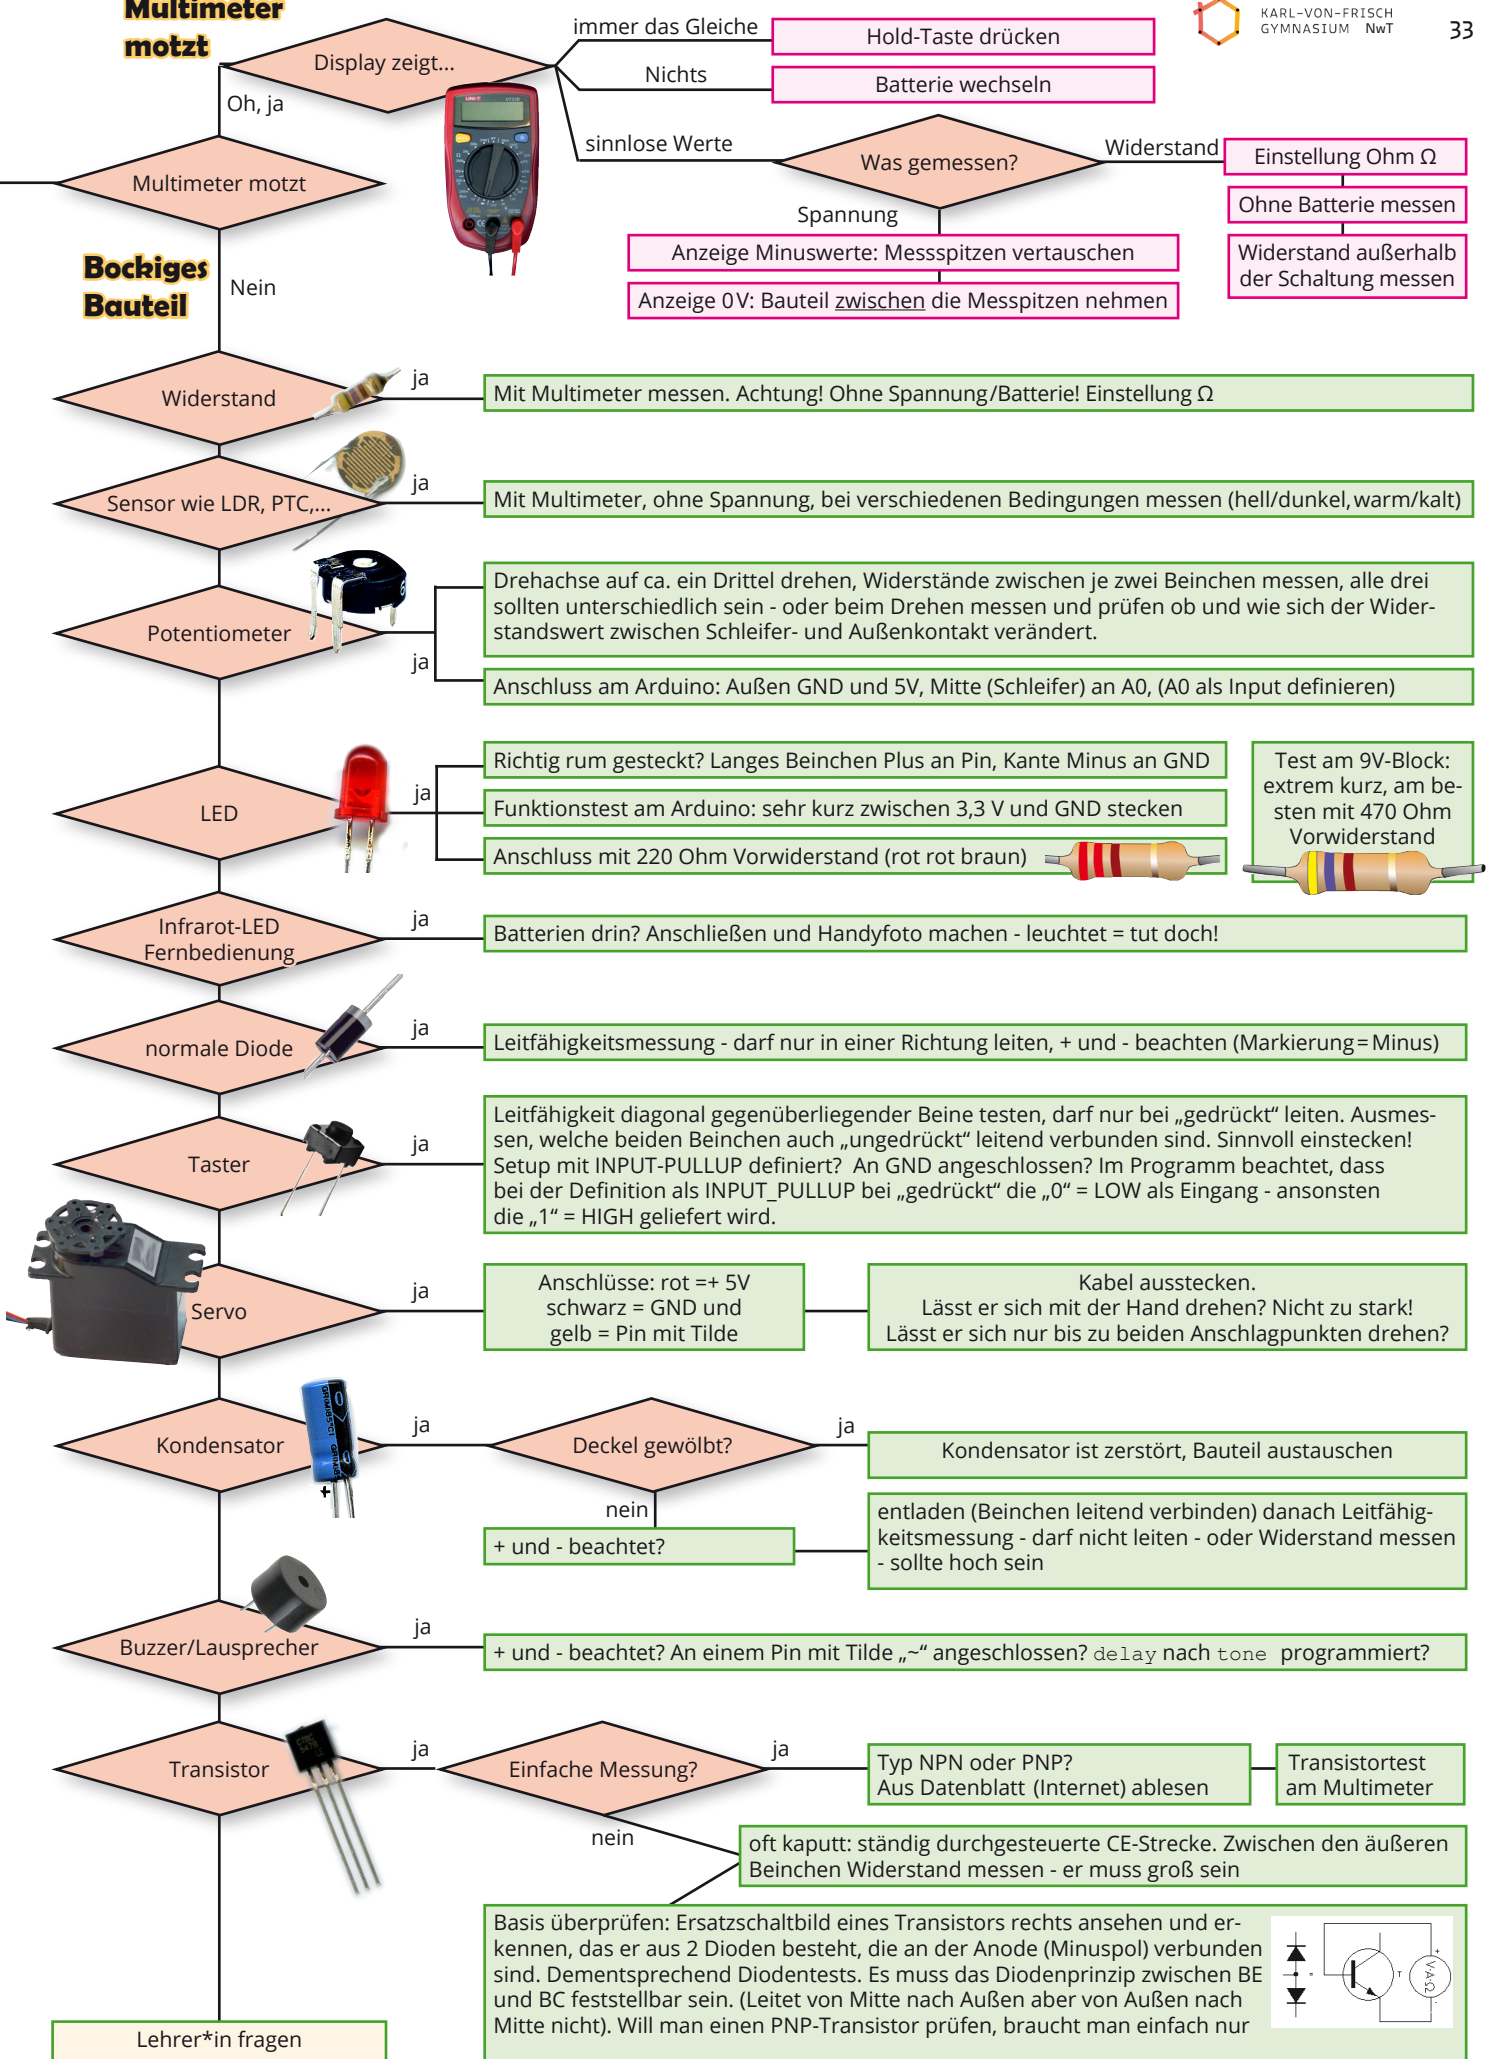 Multimeter
motzt
KARL-VON-FRISCH
GYMNASIUM NwT
33
Display zeigt...
immer das Gleiche
Hold-Taste drücken
Nichts
Batterie wechseln
Oh, ja
sinnlose Werte
Was gemessen?
Widerstand
Einstellung Ohm Ω
Multimeter motzt
Ohne Batterie messen
Spannung
Widerstand außerhalb
der Schaltung messen
Anzeige Minuswerte: Messspitzen vertauschen
Anzeige 0V: Bauteil zwischen die Messpitzen nehmen
Bockiges
Bauteil
Nein
Widerstand
ja
Mit Multimeter messen. Achtung! Ohne Spannung/Batterie! Einstellung Ω
Sensor wie LDR, PTC,...
ja
Mit Multimeter, ohne Spannung, bei verschiedenen Bedingungen messen (hell/dunkel, warm/kalt)
Potentiometer
ja
Drehachse auf ca. ein Drittel drehen, Widerstände zwischen je zwei Beinchen messen, alle drei
sollten unterschiedlich sein - oder beim Drehen messen und prüfen ob und wie sich der Wider-
standswert zwischen Schleifer- und Außenkontakt verändert.
Anschluss am Arduino: Außen GND und 5V, Mitte (Schleifer) an A0, (A0 als Input definieren)
LED
ja
Richtig rum gesteckt? Langes Beinchen Plus an Pin, Kante Minus an GND
Funktionstest am Arduino: sehr kurz zwischen 3,3 V und GND stecken
Anschluss mit 220 Ohm Vorwiderstand (rot rot braun)
Test am 9V-Block:
extrem kurz, am be-
sten mit 470 Ohm
Vorwiderstand
Infrarot-LED
Fernbedienung
ja
Batterien drin? Anschließen und Handyfoto machen - leuchtet = tut doch!
normale Diode
ja
Leitfähigkeitsmessung - darf nur in einer Richtung leiten, + und - beachten (Markierung=Minus)
Taster
ja
Leitfähigkeit diagonal gegenüberliegender Beine testen, darf nur bei „gedrückt“ leiten. Ausmes-
sen, welche beiden Beinchen auch „ungedrückt“ leitend verbunden sind. Sinnvoll einstecken!
Setup mit INPUT-PULLUP definiert? An GND angeschlossen? Im Programm beachtet, dass
bei der Definition als INPUT_PULLUP bei „gedrückt“ die „0“ = LOW als Eingang - ansonsten
die „1“ = HIGH geliefert wird.
Servo
ja
Anschlüsse: rot =+ 5V
schwarz = GND und
gelb = Pin mit Tilde
Kabel ausstecken.
Lässt er sich mit der Hand drehen? Nicht zu stark!
Lässt er sich nur bis zu beiden Anschlagpunkten drehen?
Kondensator
ja
Deckel gewölbt?
ja
Kondensator ist zerstört, Bauteil austauschen
nein
+ und - beachtet?
entladen (Beinchen leitend verbinden) danach Leitfähig-
keitsmessung - darf nicht leiten - oder Widerstand messen
- sollte hoch sein
+
Buzzer/Lausprecher
ja
+ und - beachtet? An einem Pin mit Tilde „~“ angeschlossen? delay nach tone programmiert?
Transistor
ja
Einfache Messung?
ja
Typ NPN oder PNP?
Aus Datenblatt (Internet) ablesen
Transistortest
am Multimeter
nein
oft kaputt: ständig durchgesteuerte CE-Strecke. Zwischen den äußeren
Beinchen Widerstand messen - er muss groß sein
Basis überprüfen: Ersatzschaltbild eines Transistors rechts ansehen und er-
kennen, das er aus 2 Dioden besteht, die an der Anode (Minuspol) verbunden
sind. Dementsprechend Diodentests. Es muss das Diodenprinzip zwischen BE
und BC feststellbar sein. (Leitet von Mitte nach Außen aber von Außen nach
Mitte nicht). Will man einen PNP-Transistor prüfen, braucht man einfach nur
= T + V-A-Ω -
Lehrer*in fragen